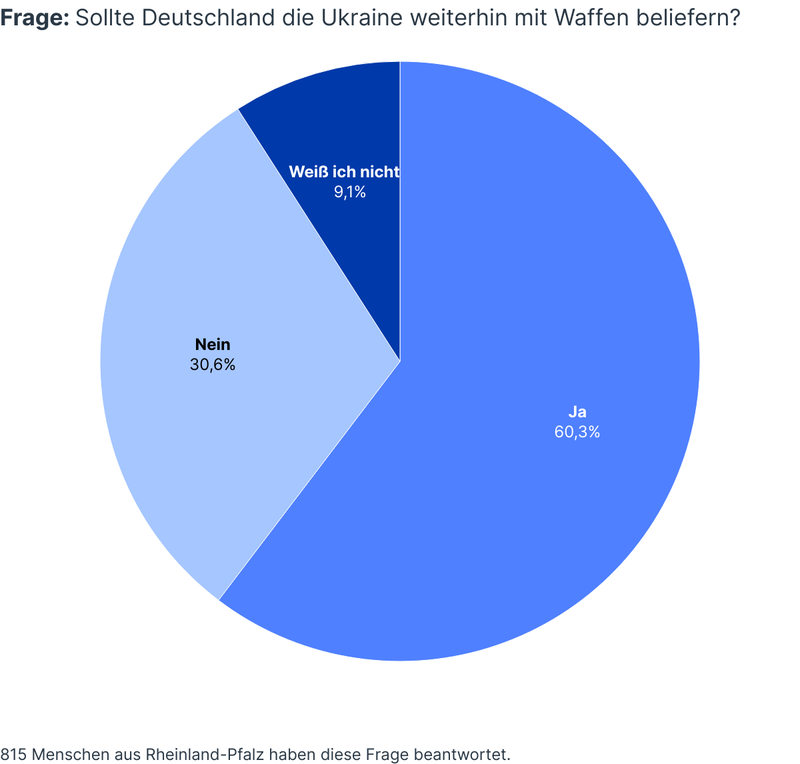 Frage: Sollte Deutschland die Ukraine weiterhin mit Waffen beliefern?
Weiß ich nicht
9,1%
Nein
30,6%
Ja
60,3%
815 Menschen aus Rheinland-Pfalz haben diese Frage beantwortet.